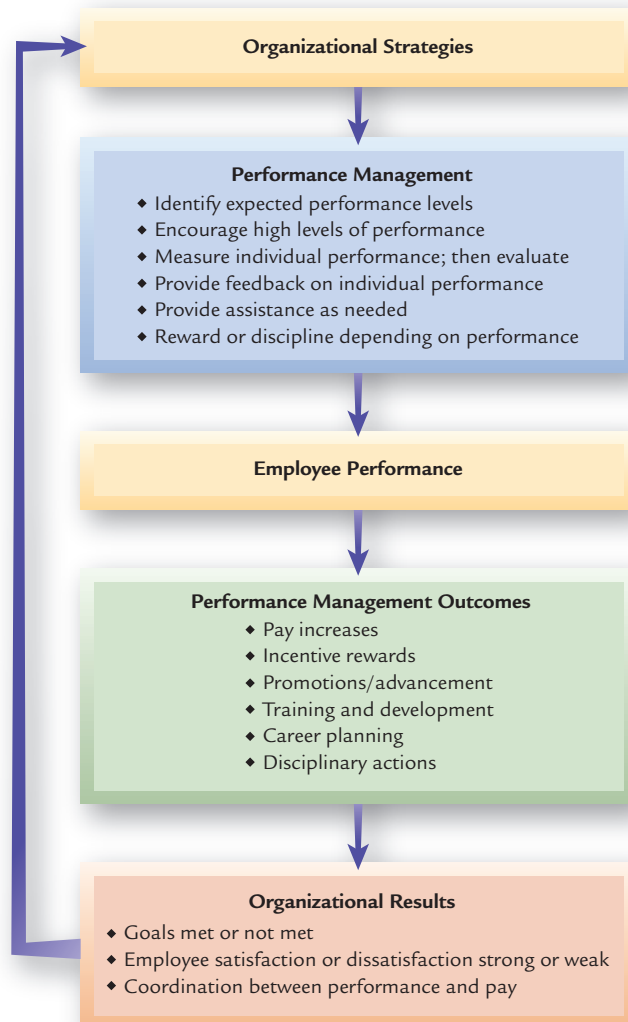 Organizational Strategies
Performance Management
◆ Identify expected performance levels
◆ Encourage high levels of performance
◆ Measure individual performance; then evaluate
◆ Provide feedback on individual performance
◆ Provide assistance as needed
◆ Reward or discipline depending on performance
Employee Performance
Performance Management Outcomes
◆ Pay increases
◆ Incentive rewards
◆ Promotions/advancement
◆ Training and development
◆ Career planning
◆ Disciplinary actions
Organizational Results
◆ Goals met or not met
◆ Employee satisfaction or dissatisfaction strong or weak
◆ Coordination between performance and pay